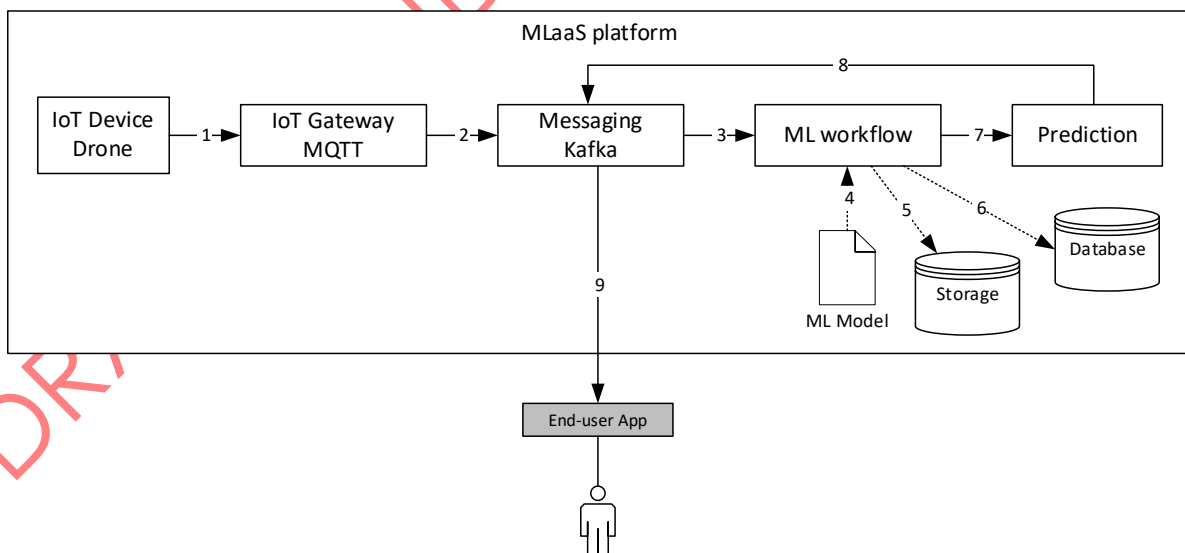 MLaaS platform
8
IoT Device
Drone
1
IoT Gateway
MQTT
2
Messaging
Kafka
3
ML workflow
7
Prediction
4
5
6
Database
Storage
ML Model
9
End-user App